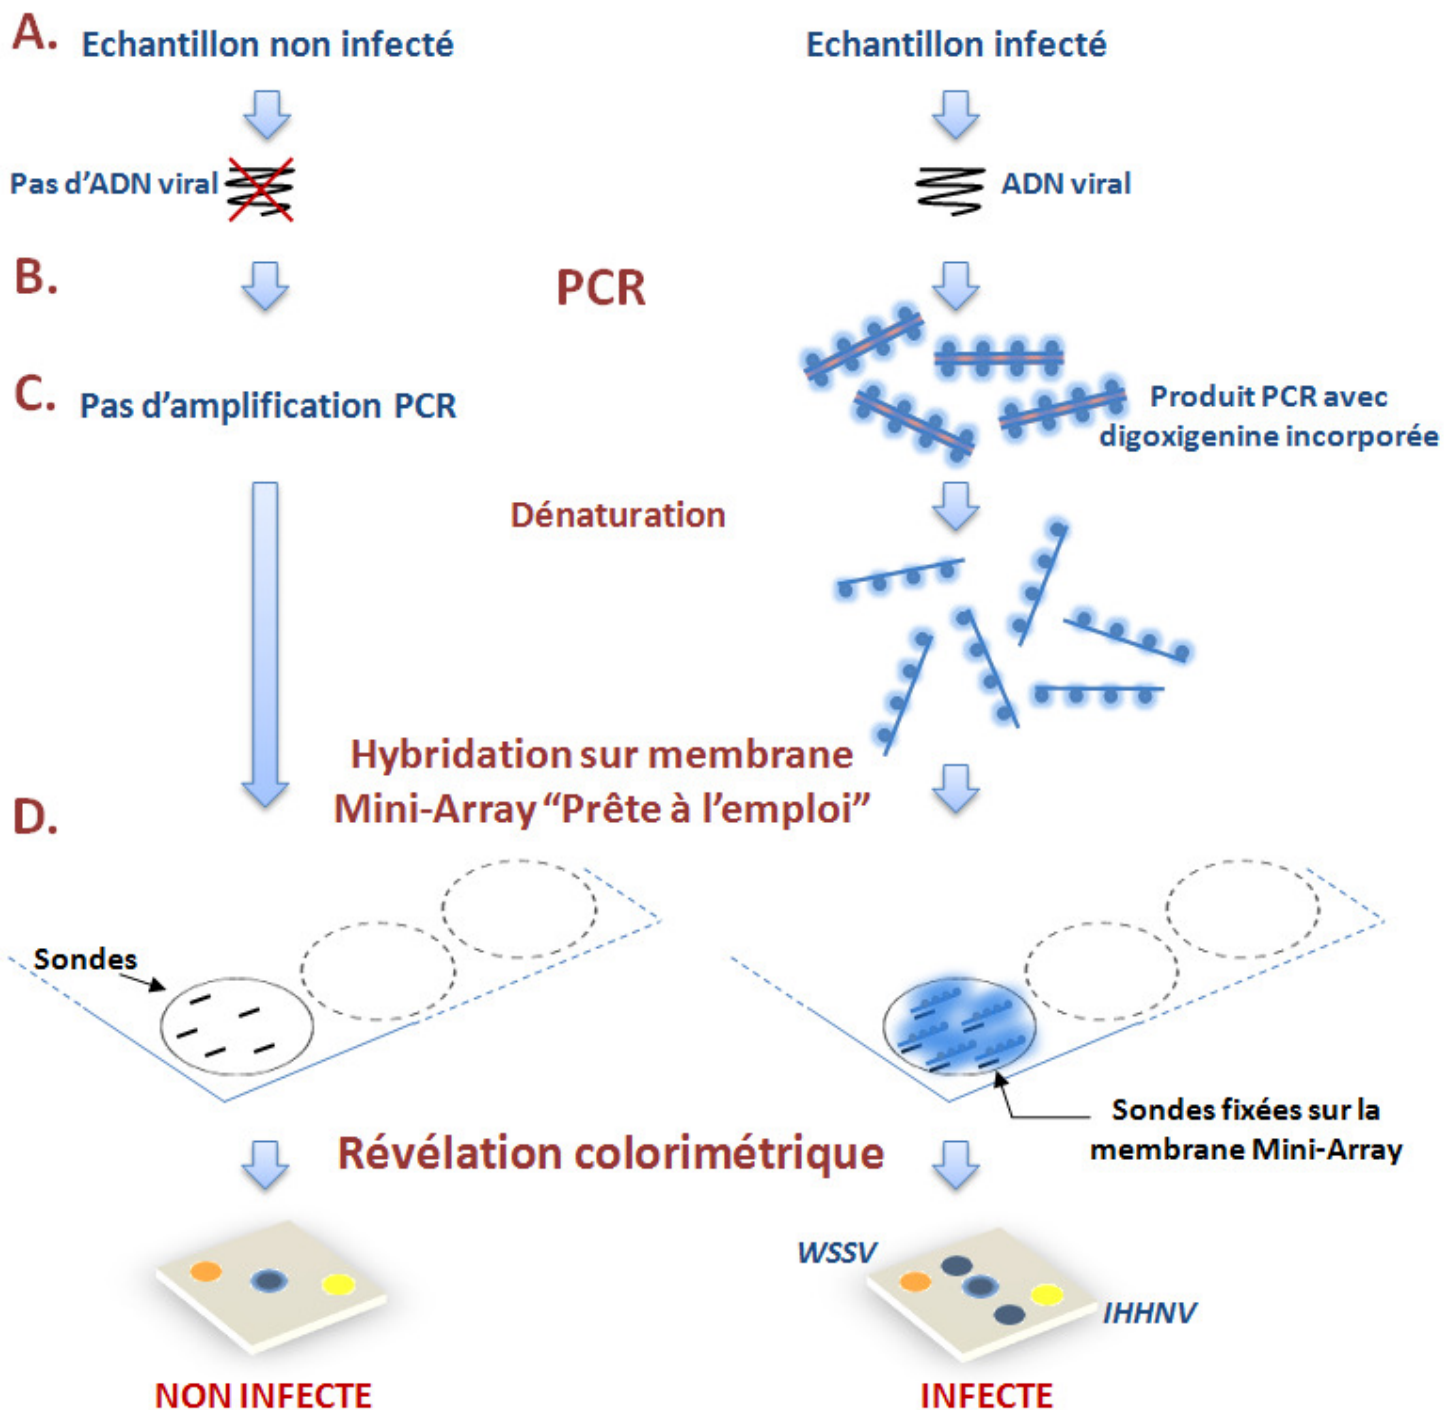 A. Echantillon non infecté
Echantillon infecté
Pas d'ADN viral
ADN viral
B.
PCR
C. Pas d'amplification PCR
Produit PCR avec
digoxigenine incorporée
Dénaturation
Hybridation sur membrane
Mini-Array “Prête à l'emploi”
D.
Sondes
Sondes fixées sur la
membrane Mini-Array
Révélation colorimétrique
WSSV
IHHNV
NON INFECTE
INFECTE